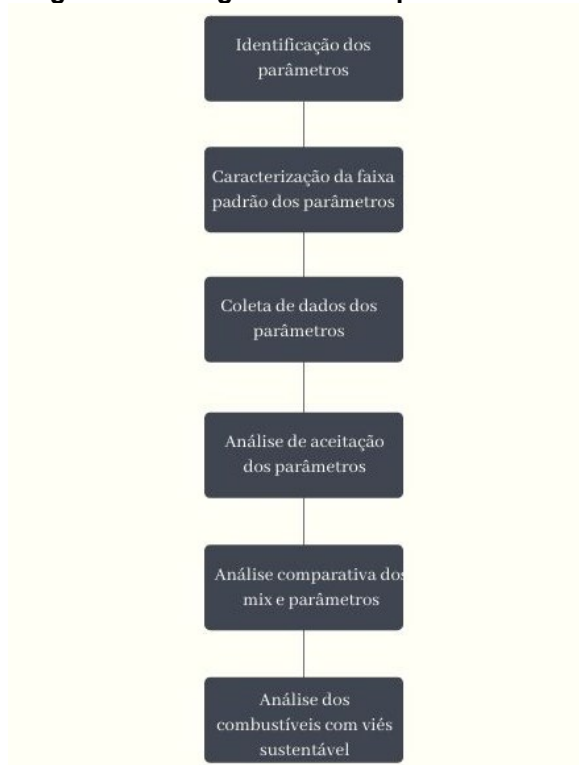 Identificação dos
parâmetros
Caracterização da faixa
padrão dos parâmetros
Coleta de dados dos
parâmetros
Análise de aceitação
dos parâmetros
Análise comparativa dos
mix e parâmetros
Análise dos
combustíveis com viés
sustentável